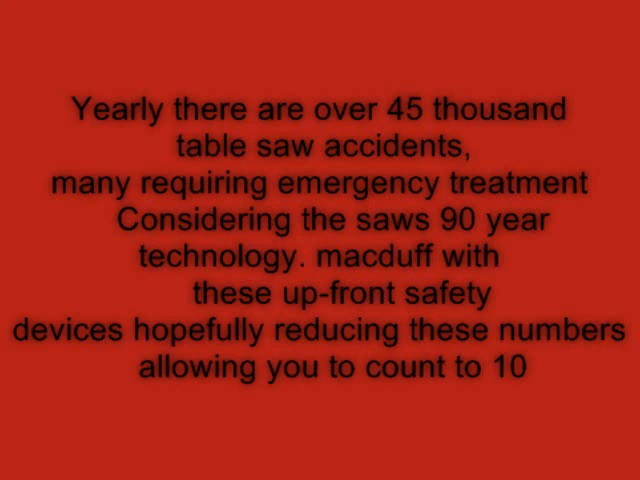 Yearly there are over 45 thousand
table saw accidents,
many requiring emergency treatment
Considering the saws 90 year
technology. macduff with
these up-front safety
devices hopefully reducing these numbers
allowing you to count to 10